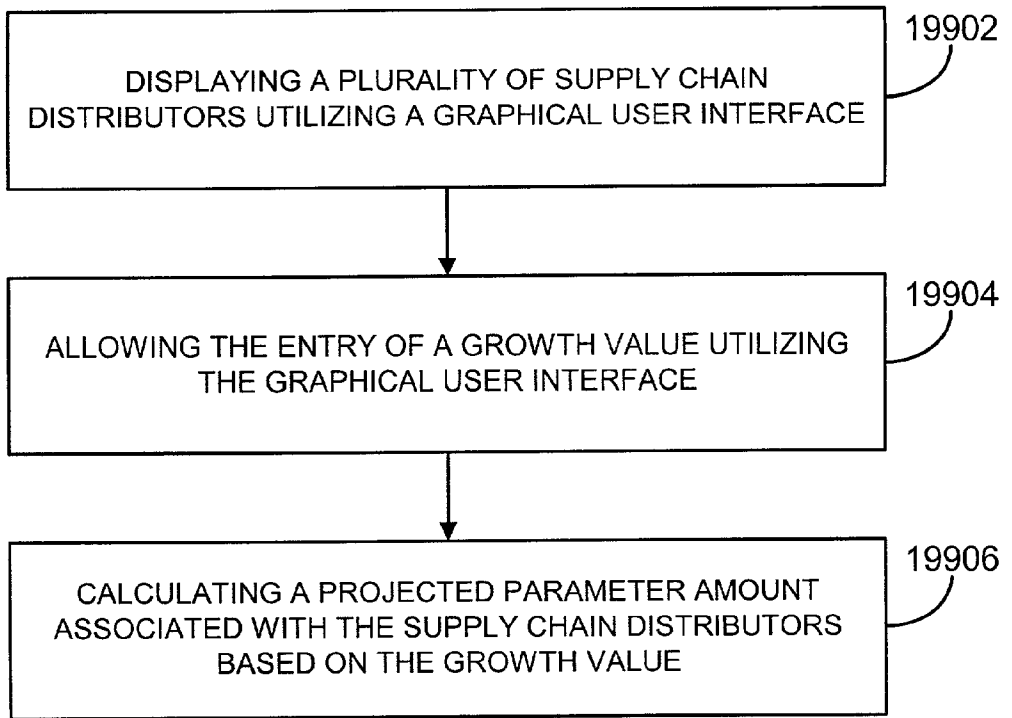 19902
DISPLAYING A PLURALITY OF SUPPLY CHAIN
DISTRIBUTORS UTILIZING A GRAPHICAL USER INTERFACE
19904
ALLOWING THE ENTRY OF A GROWTH VALUE UTILIZING
THE GRAPHICAL USER INTERFACE
19906
CALCULATING A PROJECTED PARAMETER AMOUNT
ASSOCIATED WITH THE SUPPLY CHAIN DISTRIBUTORS
BASED ON THE GROWTH VALUE